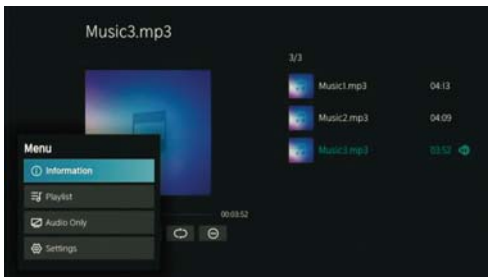 Music3.mp3
3/3
Music1.mp3 04:13
Music2.mp3 04:09
Music3.mp3 03:52
Menu
Information
Playlist
00:03:52
Audio Only
Settings